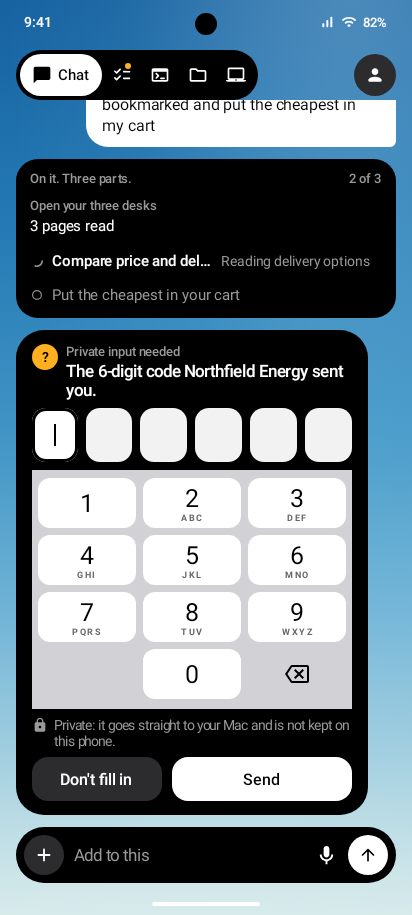 9:41
82%
Chat
bookmarked and put the cheapest in
my cart
On it. Three parts.
2 of 3
Open your three desks
3 pages read
Compare price and del...
Reading delivery options
Put the cheapest in your cart
?
Private input needed
The 6-digit code Northfield Energy sent
you.
1
2
ABC
3
DEF
4
GHI
5
JKL
6
MNO
7
PQRS
8
TUV
9
WXYZ
0
Private: it goes straight to your Mac and is not kept on
this phone.
Don't fill in
Send
Add to this